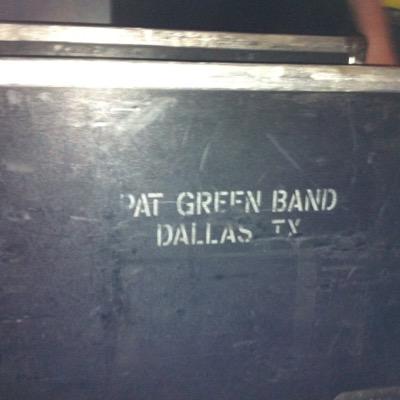 PAT GREEN BAND
DALLAS TX